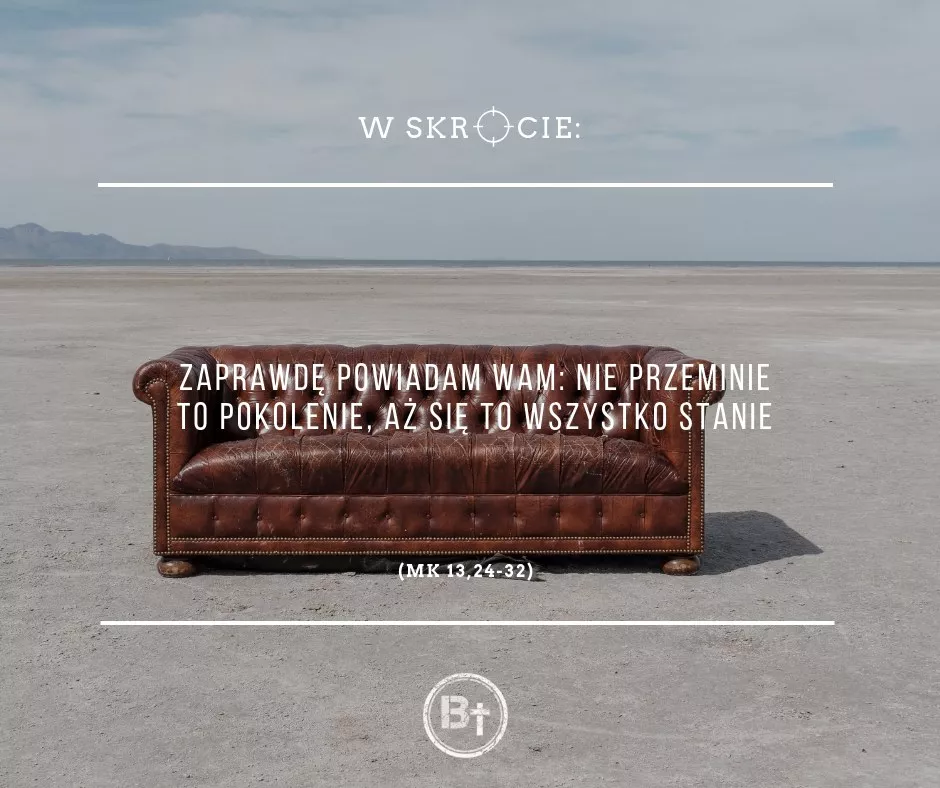 W SKRÓCIE:
ZAPRAWDĘ POWIADAM WAM: NIE PRZEMINIE
TO POKOLENIE, AŻ SIĘ TO WSZYSTKO STANIE
(MK 13,24-32)
B†